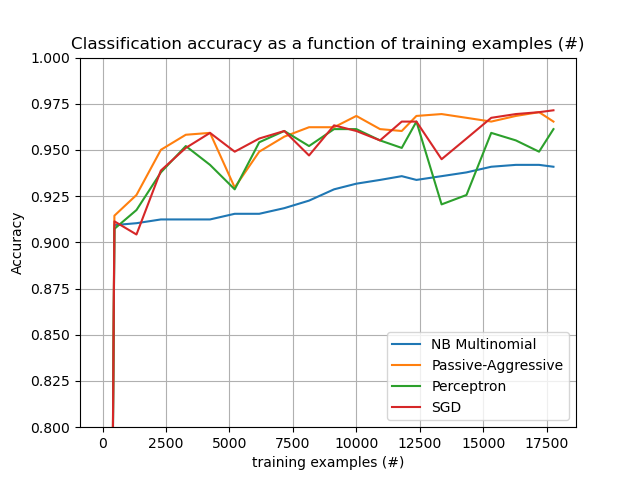 Classification accuracy as a function of training examples (#)
1.000
0.975
0.950
0.925
0.900
0.875
0.850
0.825
0.800
Accuracy
NB Multinomial
Passive-Aggressive
Perceptron
SGD
0 2500 5000 7500 10000 12500 15000 17500
training examples (#)